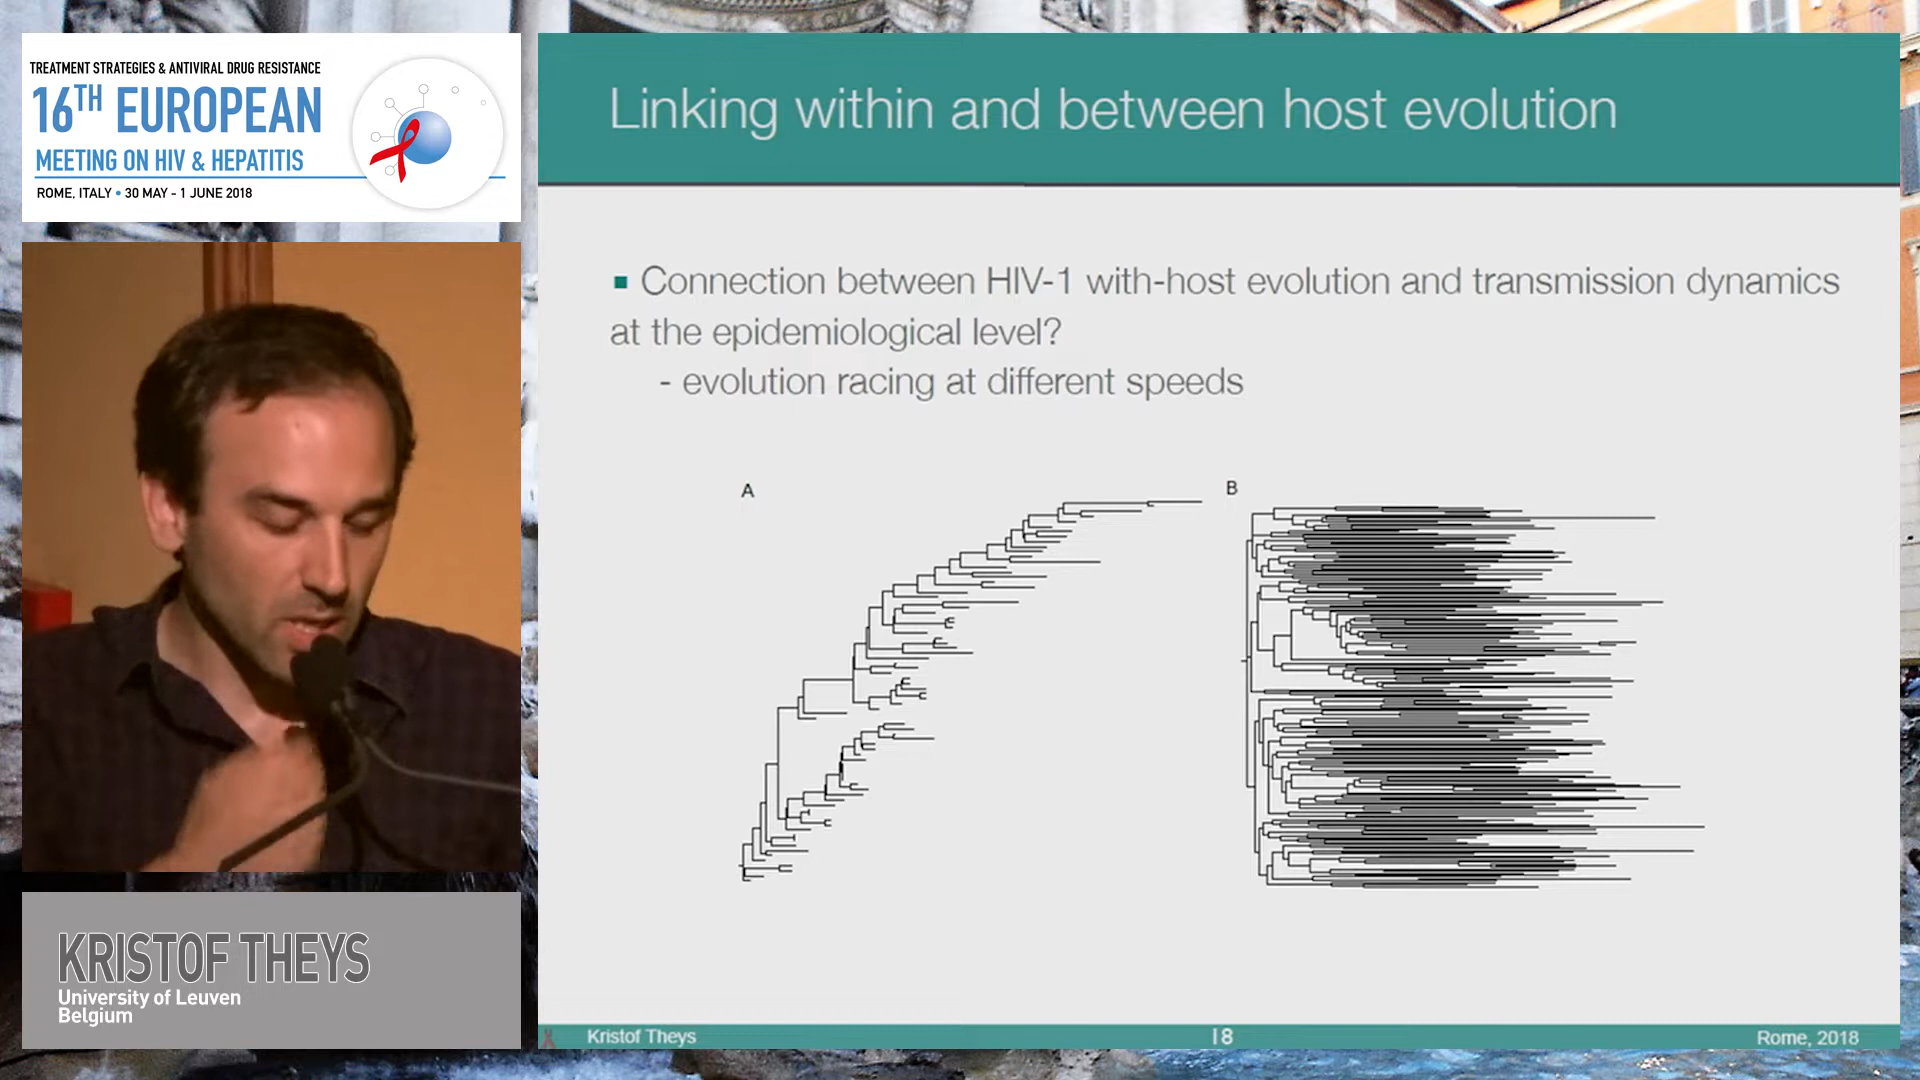 TREATMENT STRATEGIES & ANTIVIRAL DRUG RESISTANCE
16TH EUROPEAN
MEETING ON HIV & HEPATITIS
ROME, ITALY • 30 MAY - 1 JUNE 2018
KRISTOF THEYS
University of Leuven
Belgium
Linking within and between host evolution
▪ Connection between HIV-1 with-host evolution and transmission dynamics
at the epidemiological level?
- evolution racing at different speeds
A
B
Kristof Theys
18
Rome, 2018